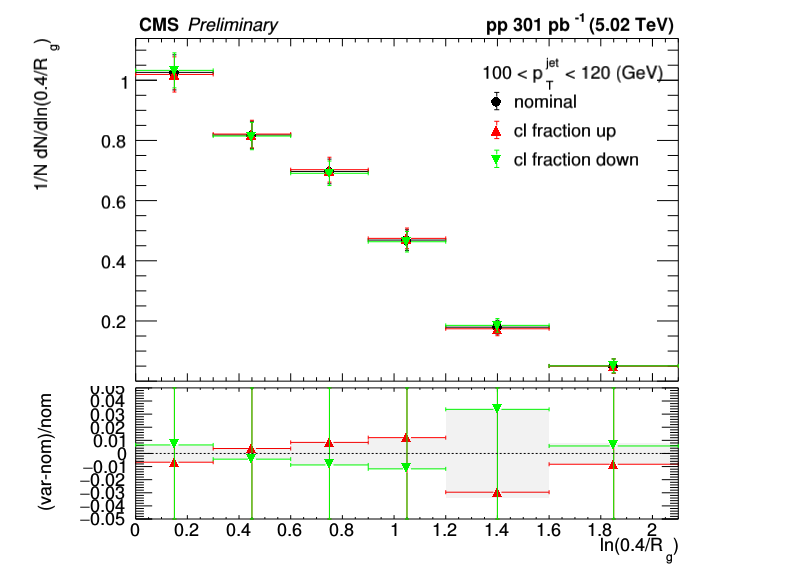 CMS Preliminary pp 301 pb -1 (5.02 TeV)
100 < p T jet < 120 (GeV)
nominal
cl fraction up
cl fraction down
1/N dN/dln(0.4/R g)
1
0.8
0.6
0.4
0.2
(var-nom)/nom
0.05
0.04
0.03
0.02
0.01
0
−0.01
−0.02
−0.03
−0.04
−0.05
0 0.2 0.4 0.6 0.8 1 1.2 1.4 1.6 1.8 2
ln(0.4/R g)